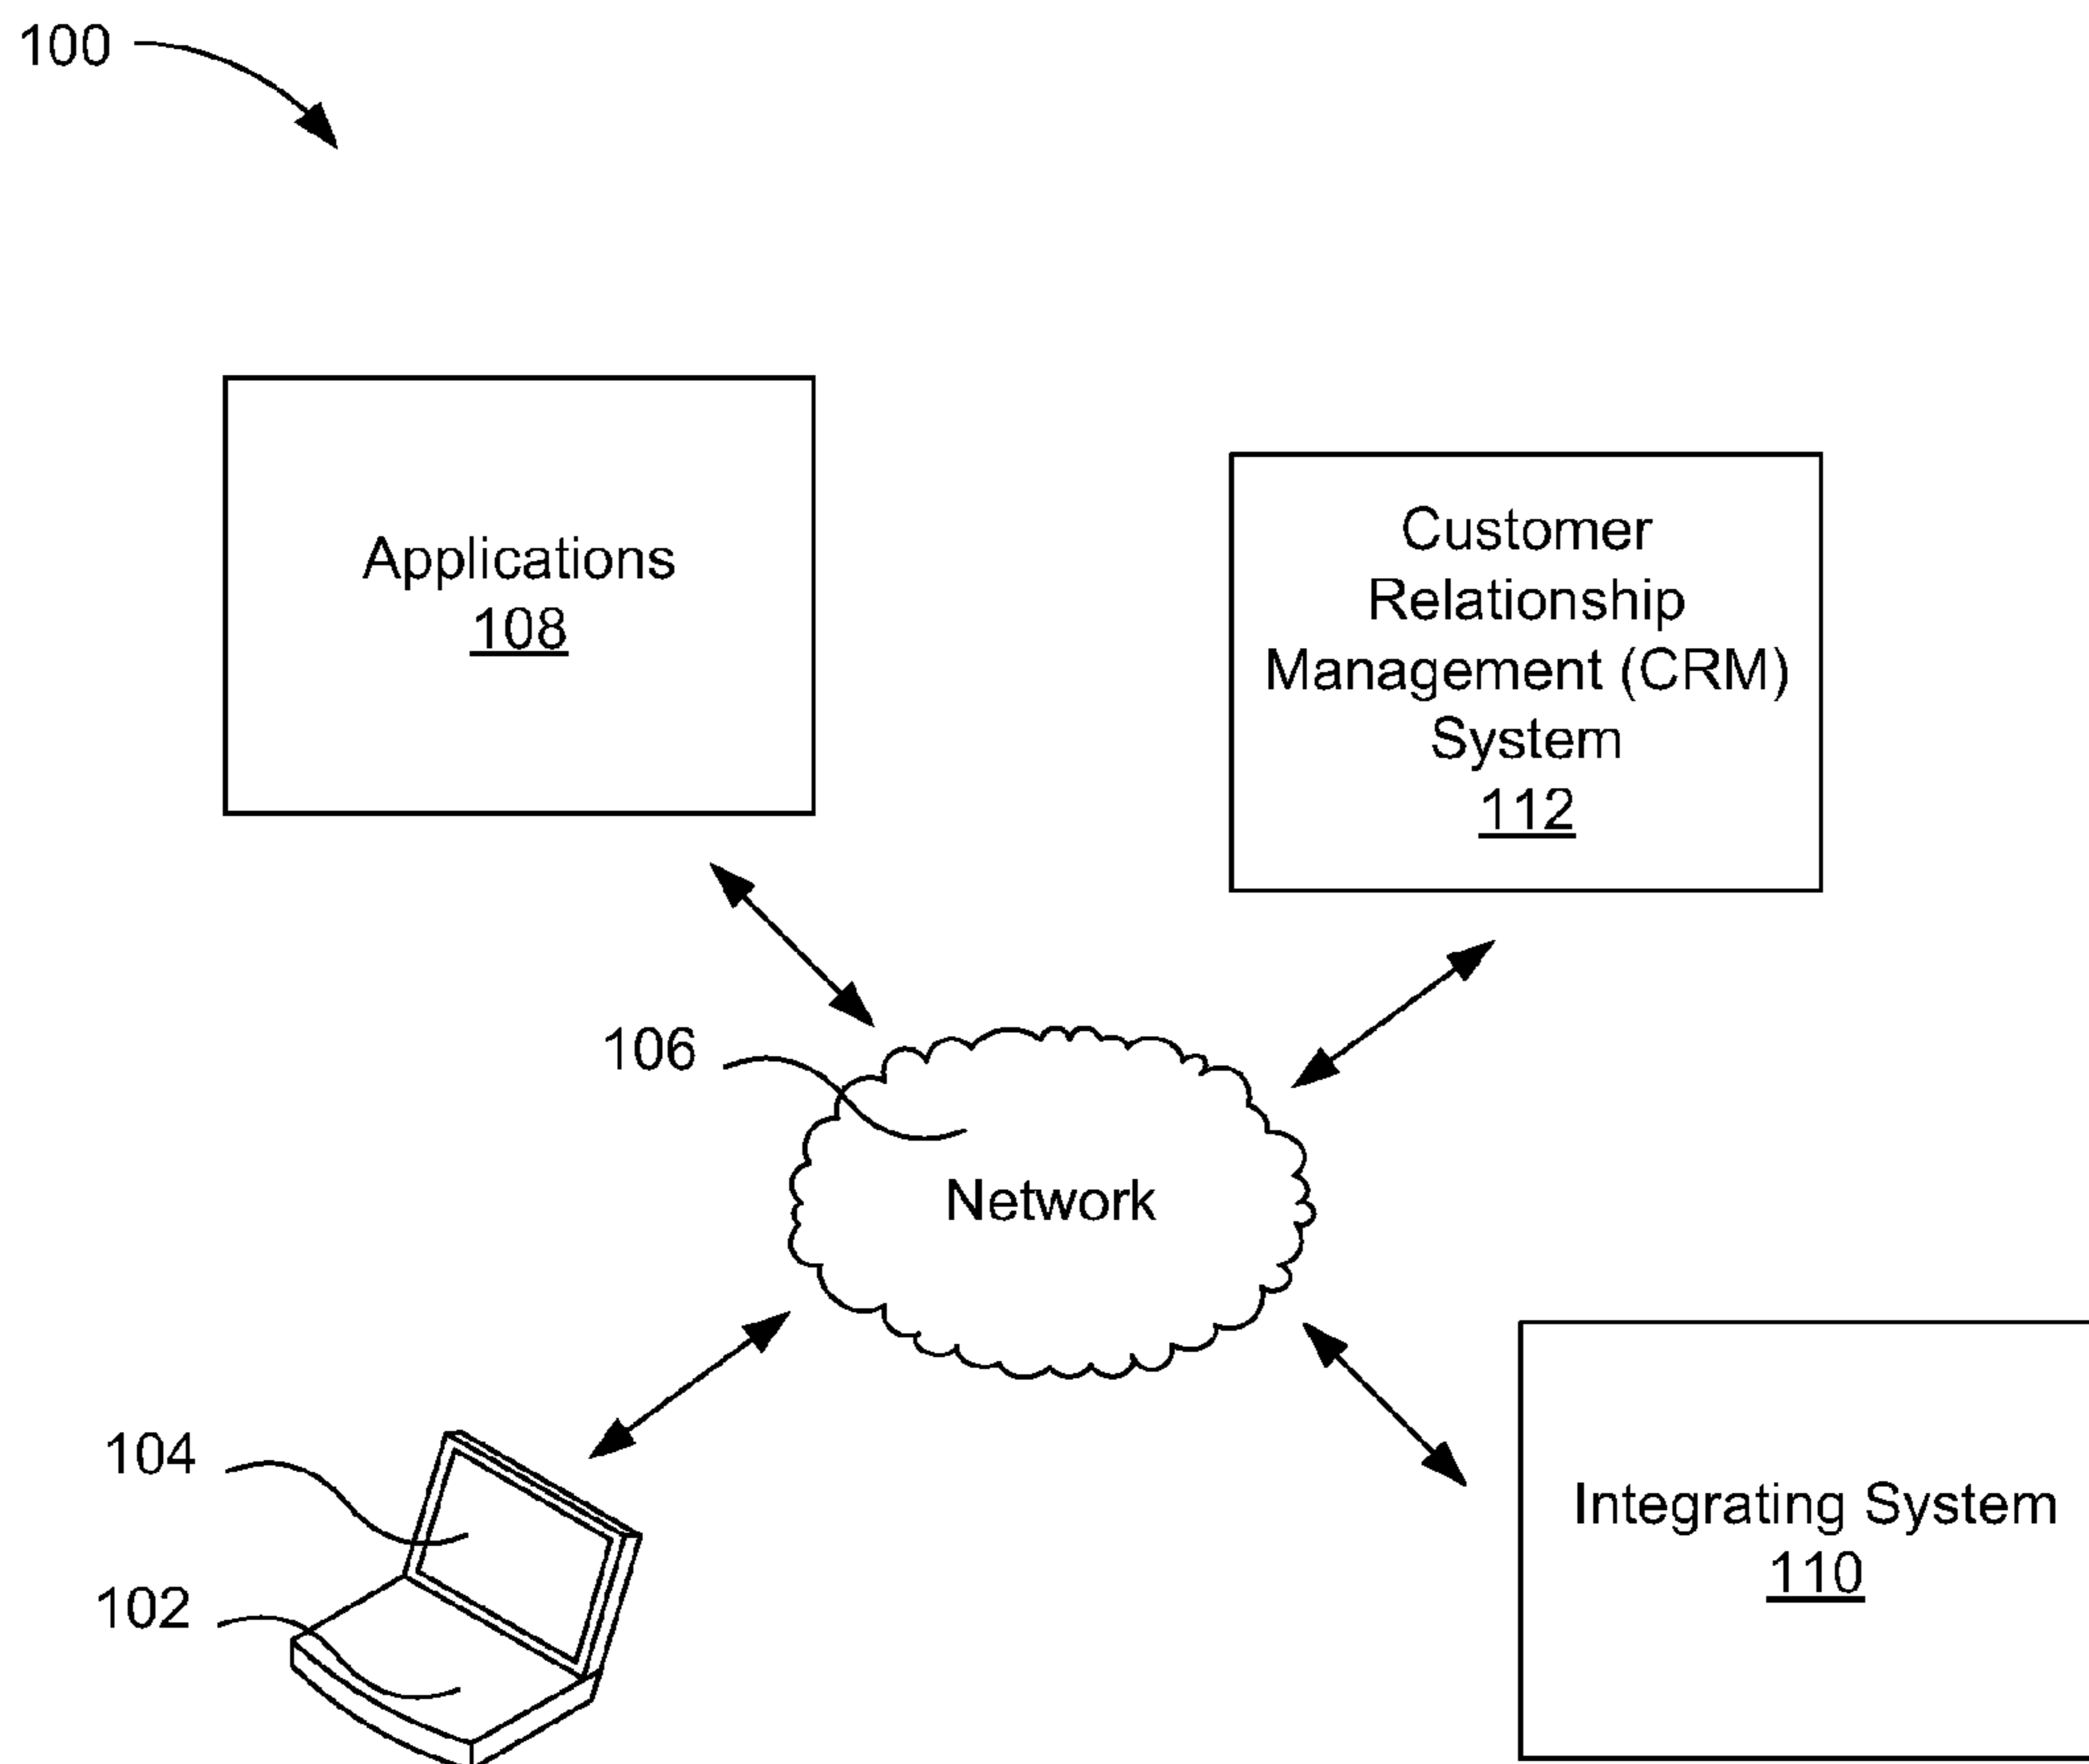 100
Applications
108
Customer
Relationship
Management (CRM)
System
112
106
Network
104
102
Integrating System
110